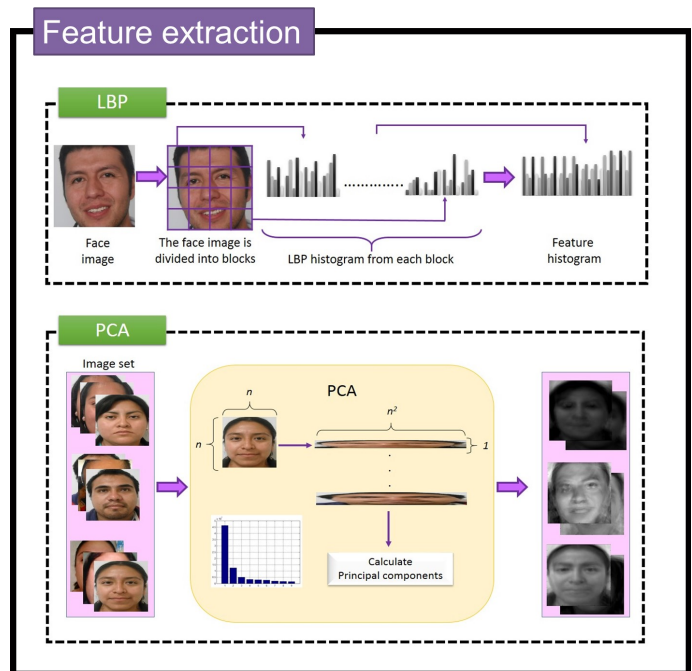 Feature extraction
LBP
Face
image
The face image is
divided into blocks
LBP histogram from each block
Feature
histogram
PCA
Image set
PCA
n
n
n²
1
Calculate
Principal components